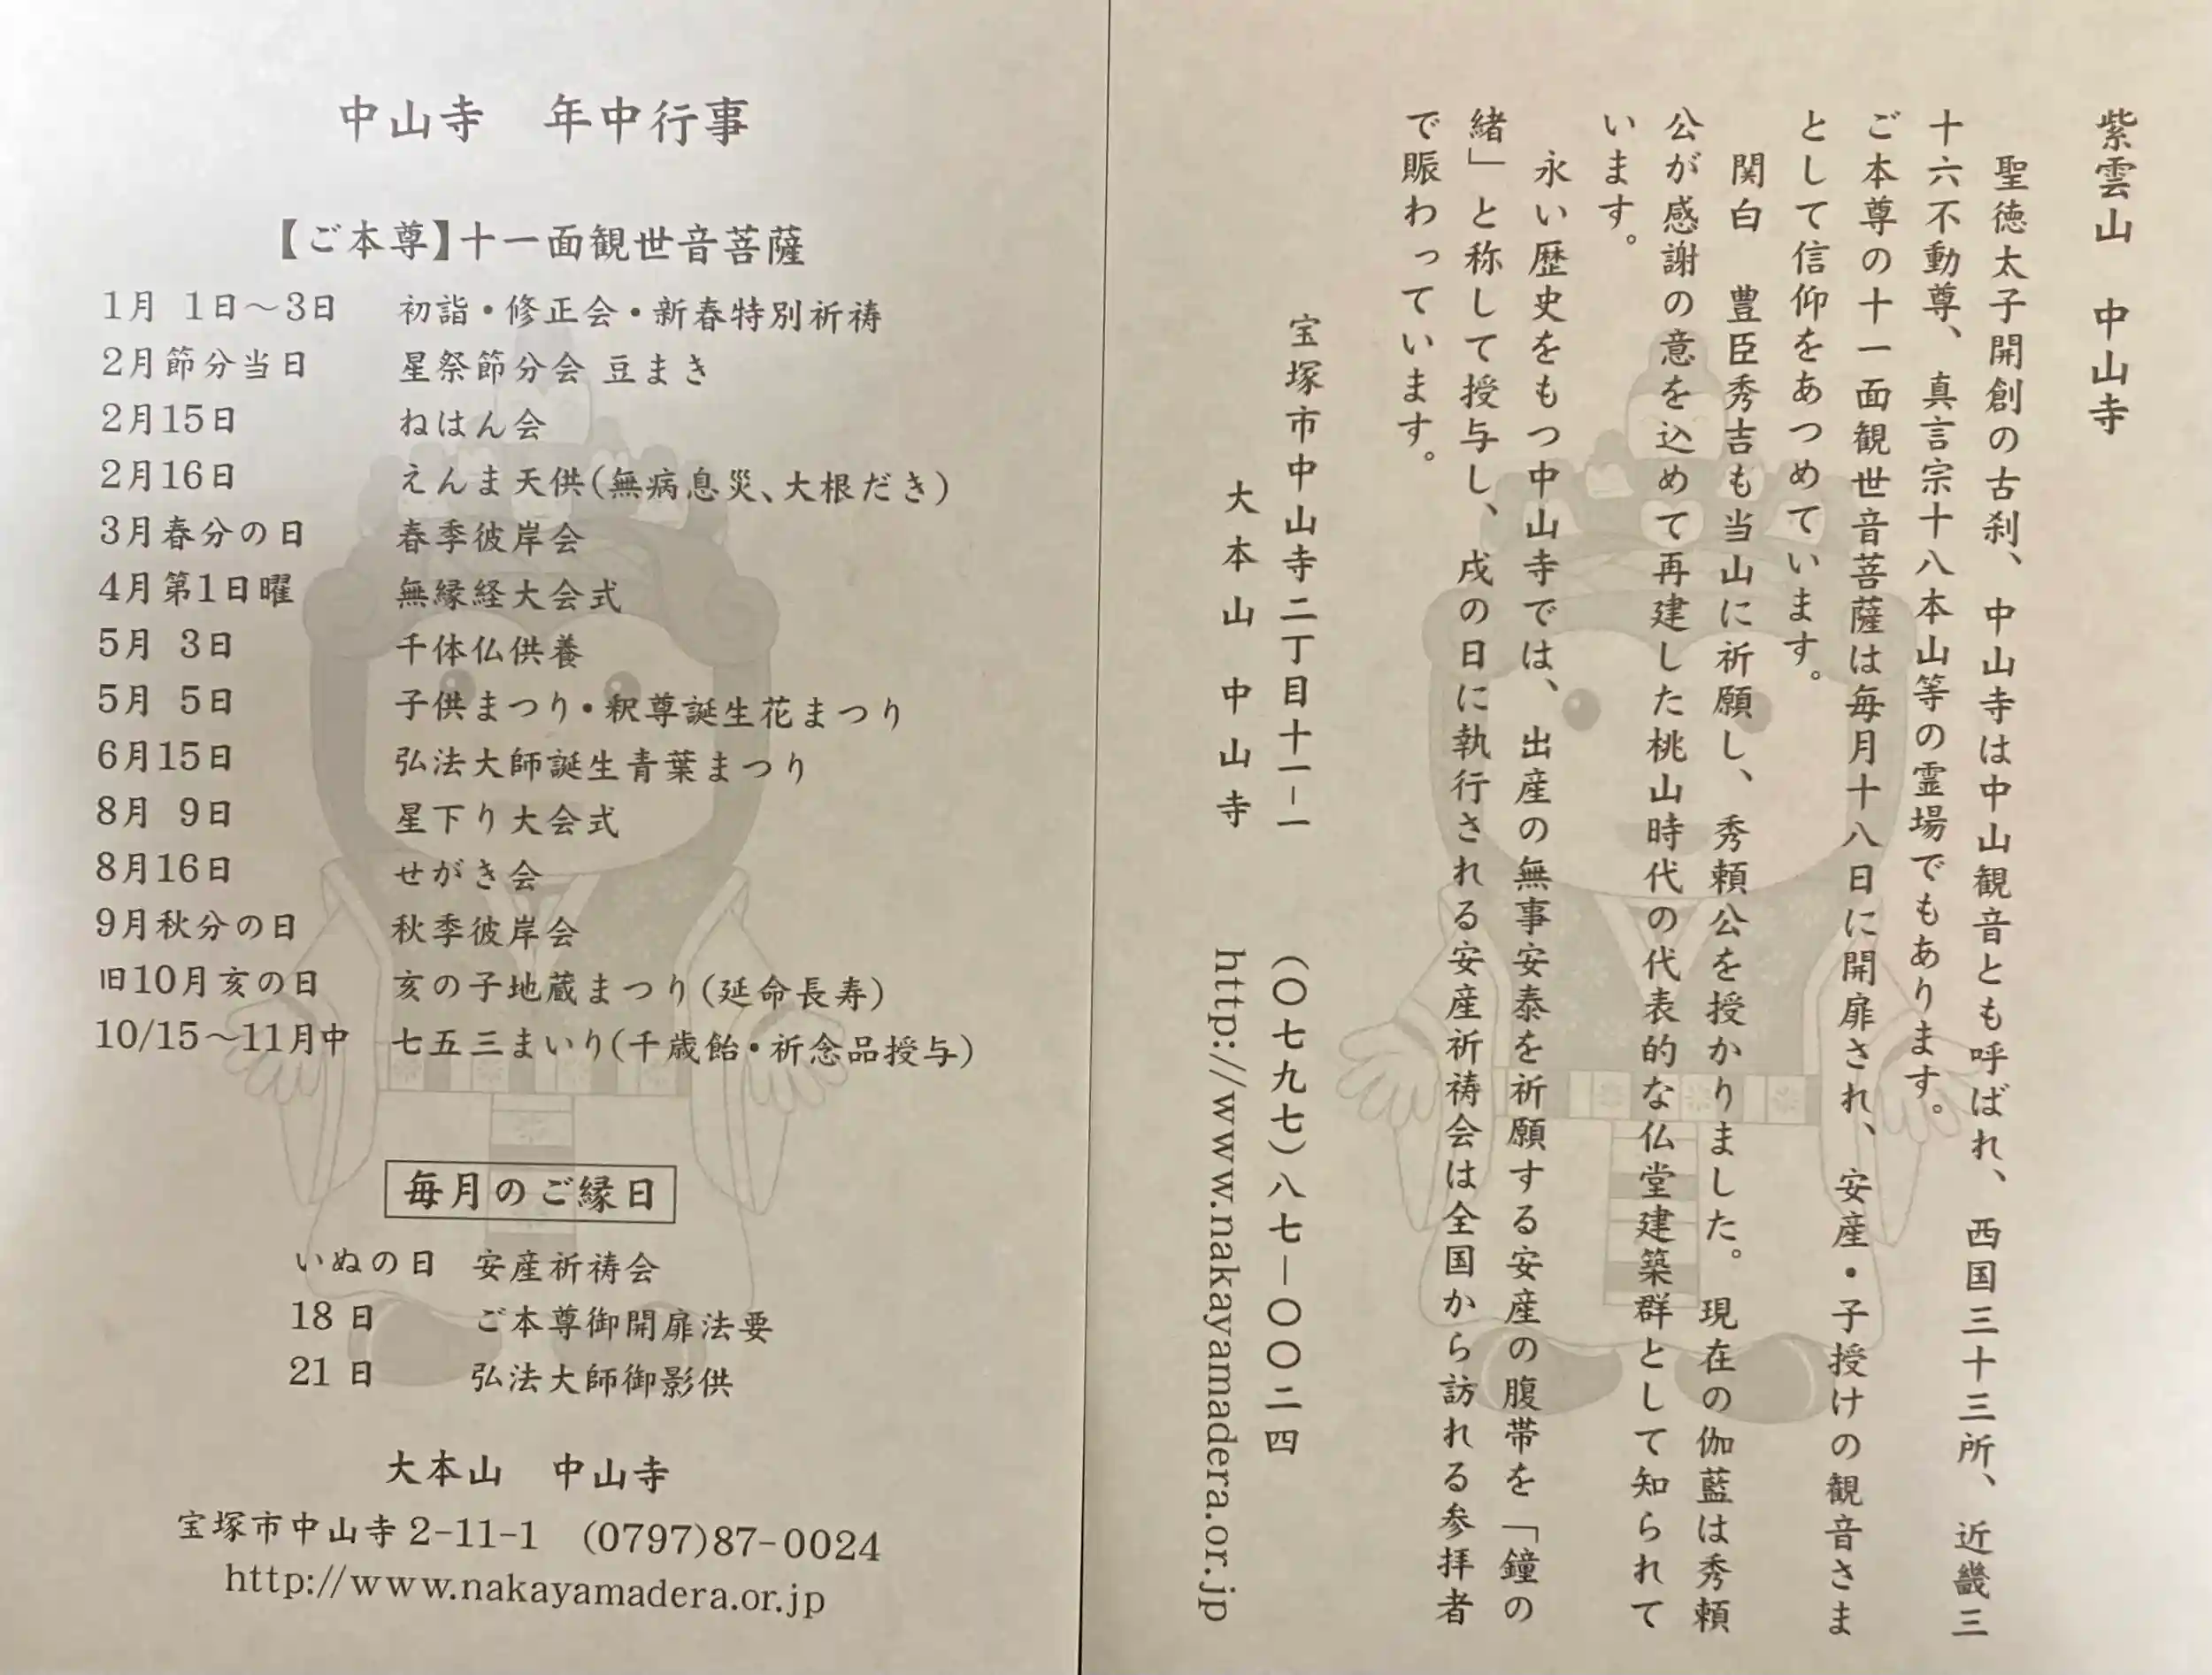 紫雲山　中山寺
聖徳太子開創の古刹、中山寺は中山観音とも呼ばれ、西国三十三所、近畿三
十六不動尊、真言宗十八本山等の霊場でもあります。
ご本尊の十一面観世音菩薩は毎月十八日に開扉され、安産・子授けの観音さま
として信仰をあつめています。
関白　豊臣秀吉も当山に祈願し、秀頼公を授かりました。現在の伽藍は秀頼
公が感謝の意を込めて再建した桃山時代の代表的な仏堂建築群として知られて
います。
永い歴史をもつ中山寺では、出産の無事安泰を祈願する安産の腹帯を「鐘の
緒」と称して授与し、戌の日に執行される安産祈祷会は全国から訪れる参拝者
で賑わっています。
宝塚市中山寺二丁目十一-一　(〇七九七)八七-〇〇二四
大本山 中山寺　http://www.nakayamadera.or.jp
中山寺　年中行事
【ご本尊】十一面観世音菩薩
1月 1日〜3日　初詣・修正会・新春特別祈祷
2月節分当日　星祭節分会 豆まき
2月15日　ねはん会
2月16日　えんま天供(無病息災、大根だき)
3月春分の日　春季彼岸会
4月第1日曜　無縁経大会式
5月 3日　千体仏供養
5月 5日　子供まつり・釈尊誕生花まつり
6月15日　弘法大師誕生青葉まつり
8月 9日　星下り大会式
8月16日　せがき会
9月秋分の日　秋季彼岸会
旧10月亥の日　亥の子地蔵まつり(延命長寿)
10/15〜11月中　七五三まいり(千歳飴・祈念品授与)
毎月のご縁日
いぬの日　安産祈祷会
18日　ご本尊御開扉法要
21日　弘法大師御影供
大本山　中山寺
宝塚市中山寺2-11-1　(0797)87-0024
http://www.nakayamadera.or.jp